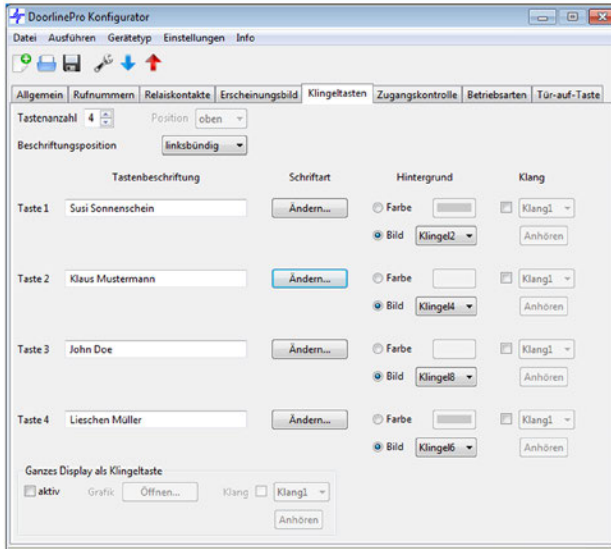 DoorlinePro Konfigurator
Datei Ausführen Gerätetyp Einstellungen Info
Allgemein Rufnummern Relaiskontakte Erscheinungsbild Klingeltasten Zugangskontrolle Betriebsarten Tür-auf-Taste
Tastenanzahl 4 Position oben
Beschriftungsposition linksbündig
Tastenbeschriftung Schriftart Hintergrund Klang
Taste 1 Susi Sonnenschein Ändern... Farbe Klang1
Bild Klingel2 Anhören
Taste 2 Klaus Mustermann Ändern... Farbe Klang1
Bild Klingel4 Anhören
Taste 3 John Doe Ändern... Farbe Klang1
Bild Klingel8 Anhören
Taste 4 Lieschen Müller Ändern... Farbe Klang1
Bild Klingel6 Anhören
Ganzes Display als Klingeltaste
aktiv Grafik Öffnen... Klang Klang1
Anhören